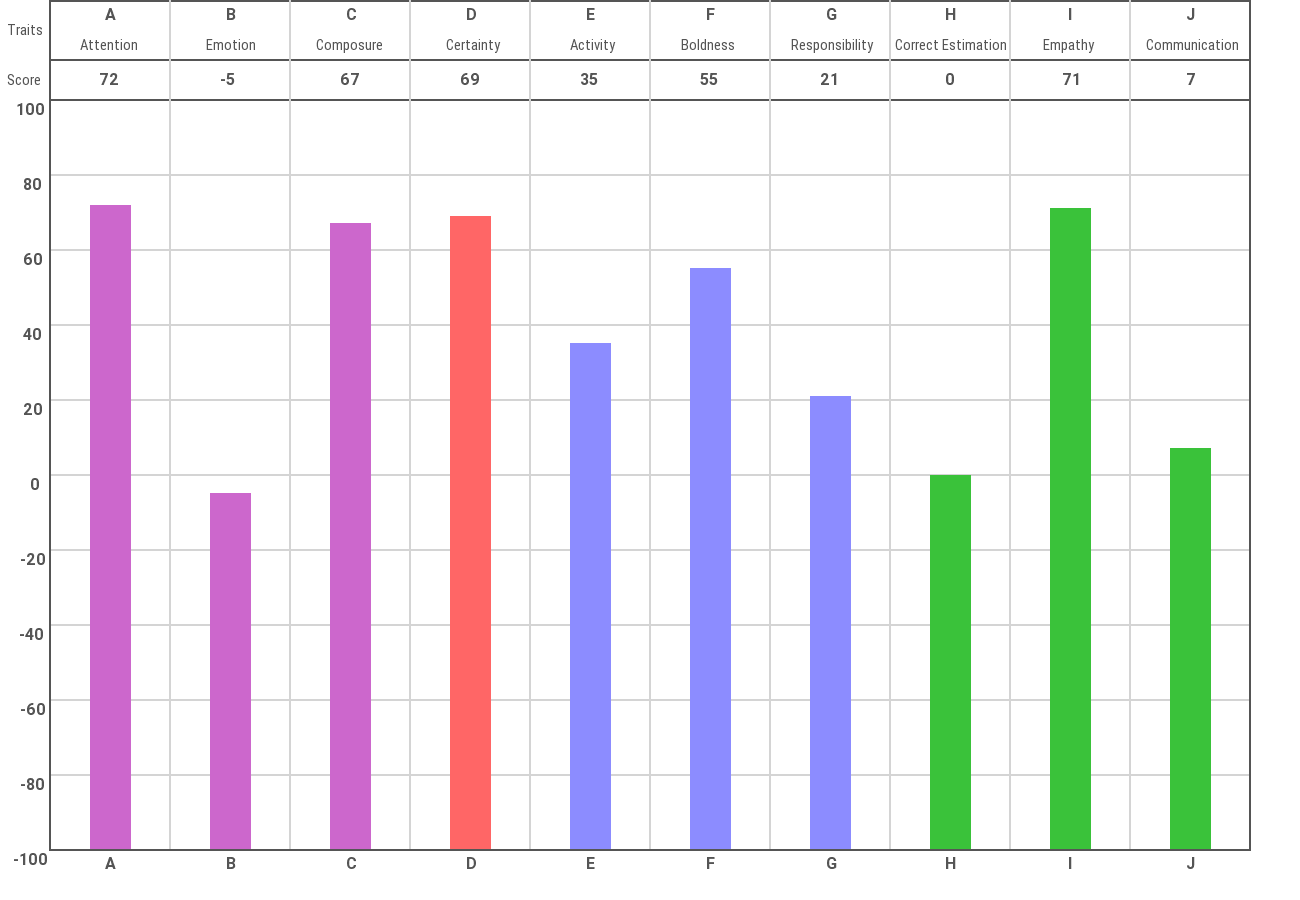 A B C D E F G H I J
Traits
Attention Emotion Composure Certainty Activity Boldness Responsibility Correct Estimation Empathy Communication
Score 72 -5 67 69 35 55 21 0 71 7
100
80
60
40
20
0
-20
-40
-60
-80
-100
A B C D E F G H I J